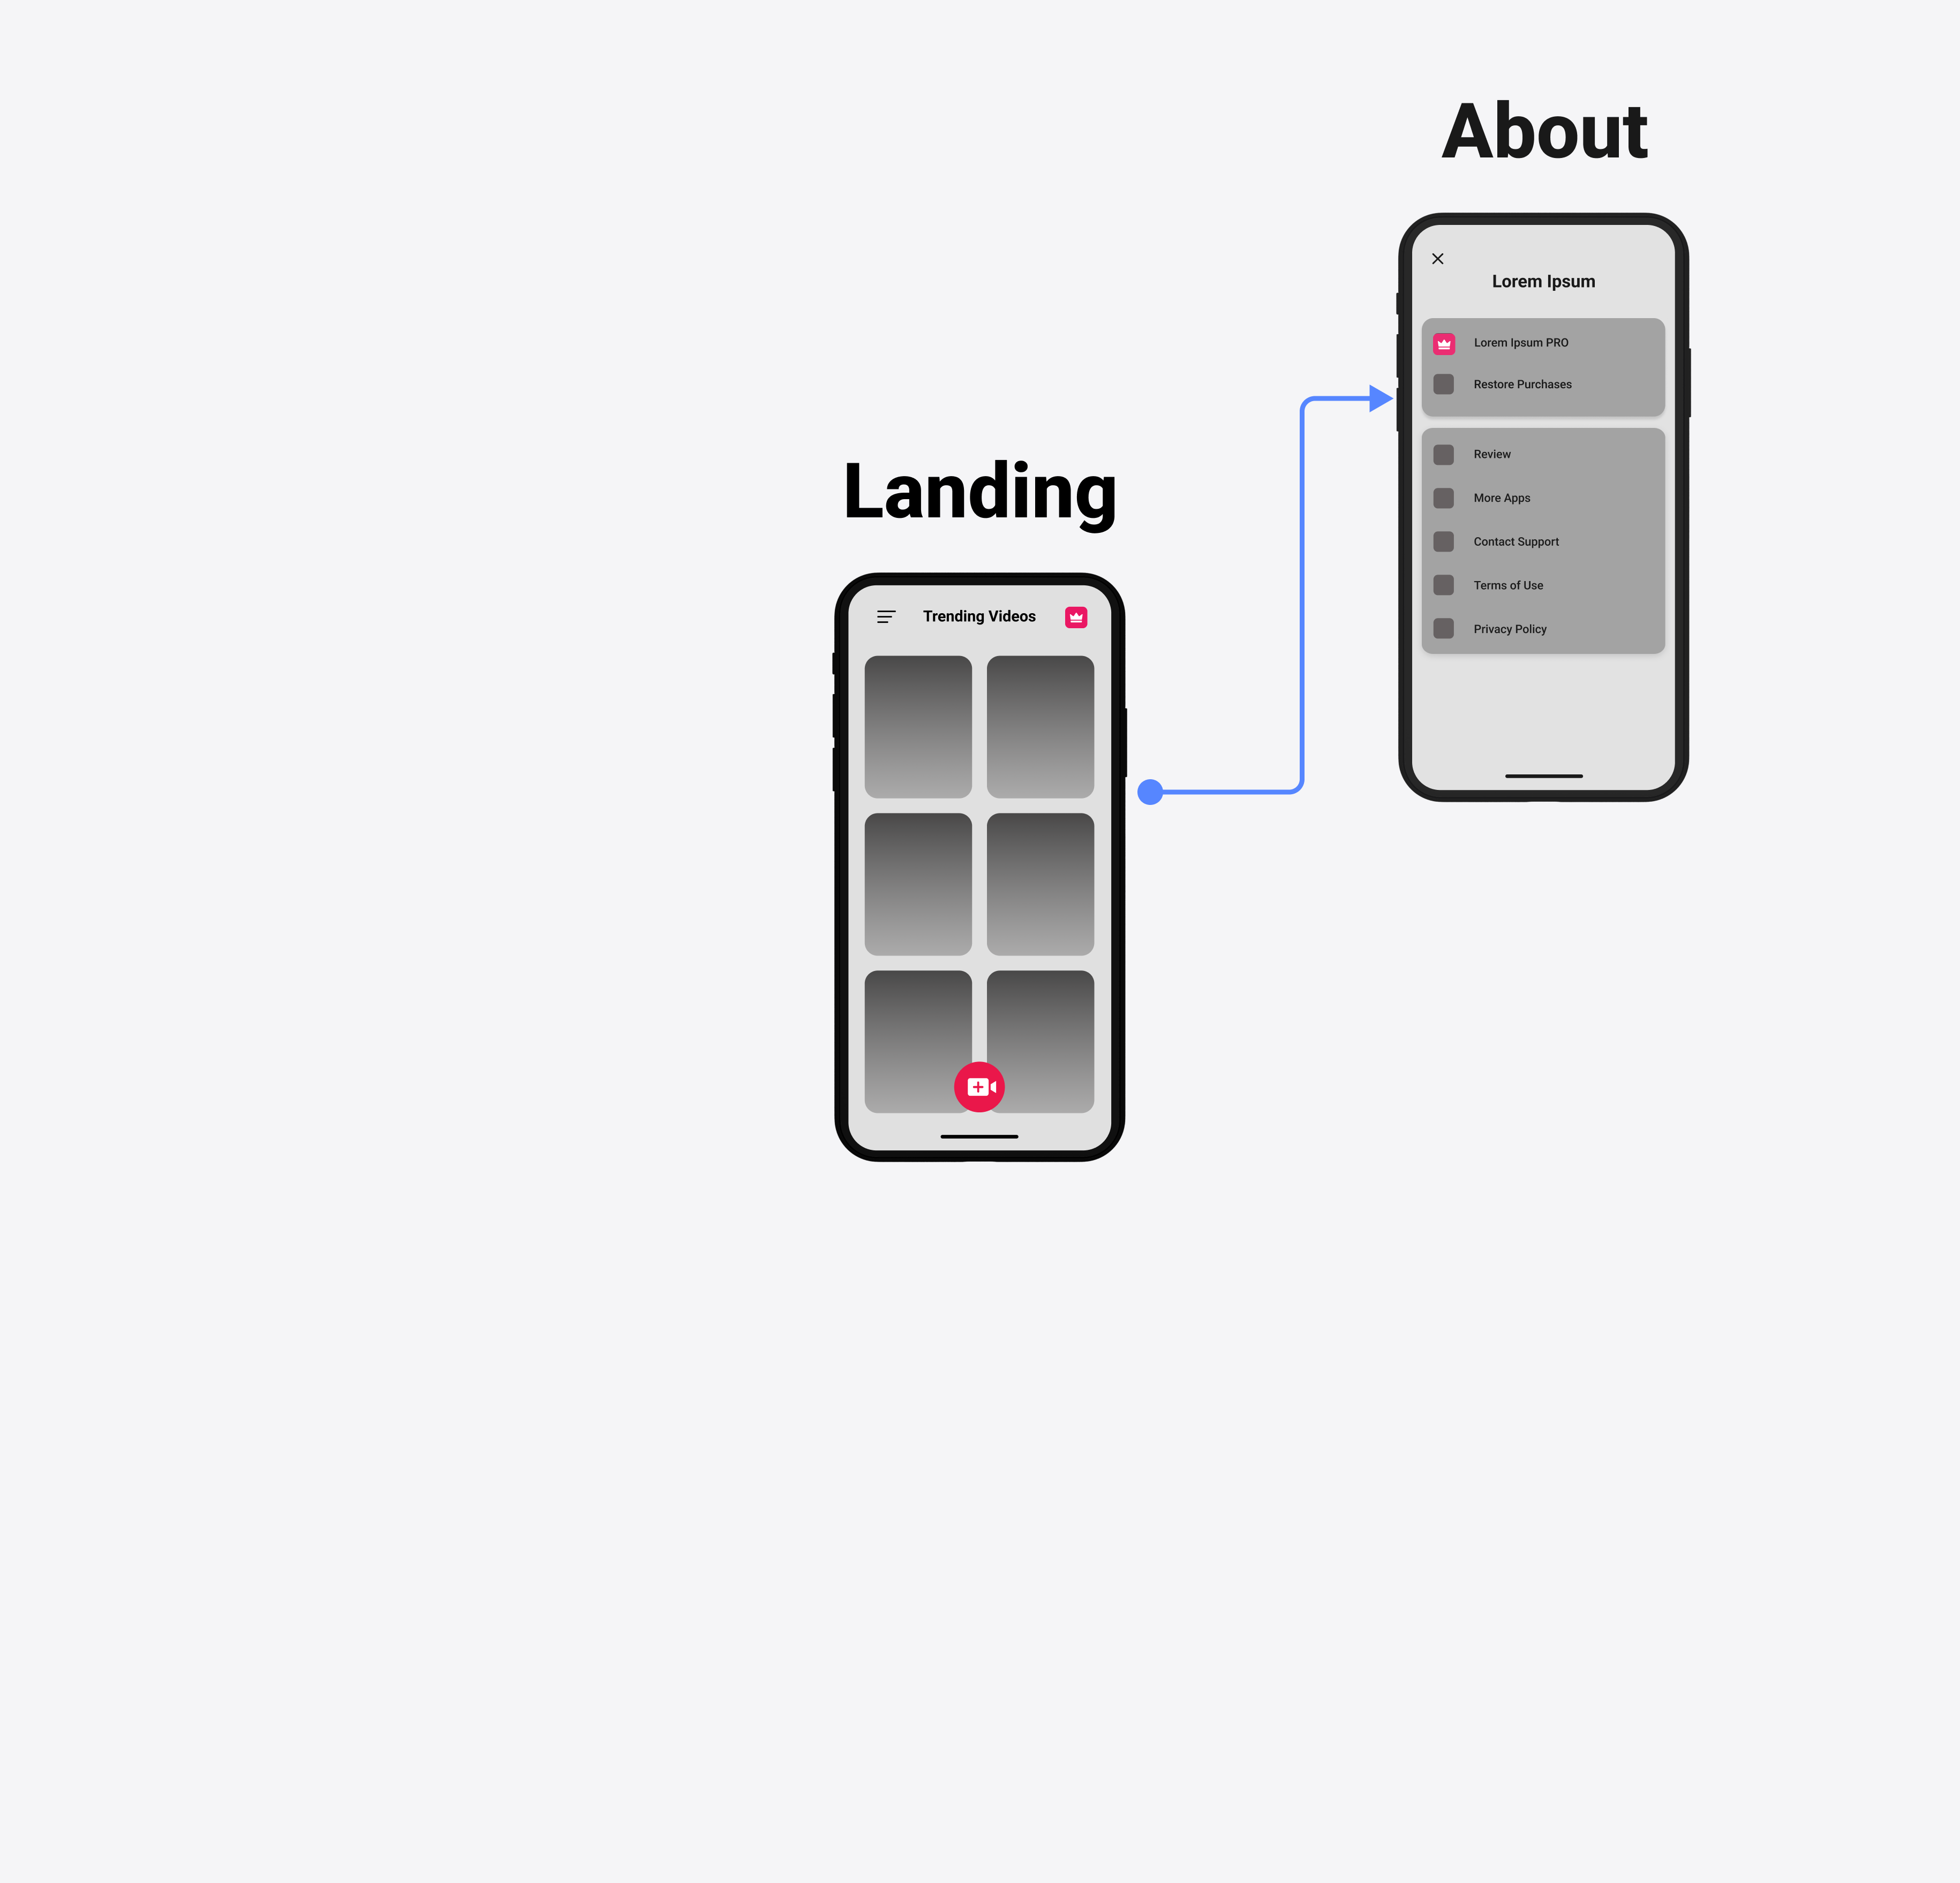 About
Lorem Ipsum
Lorem Ipsum PRO
Restore Purchases
Review
More Apps
Contact Support
Terms of Use
Privacy Policy
Landing
Trending Videos